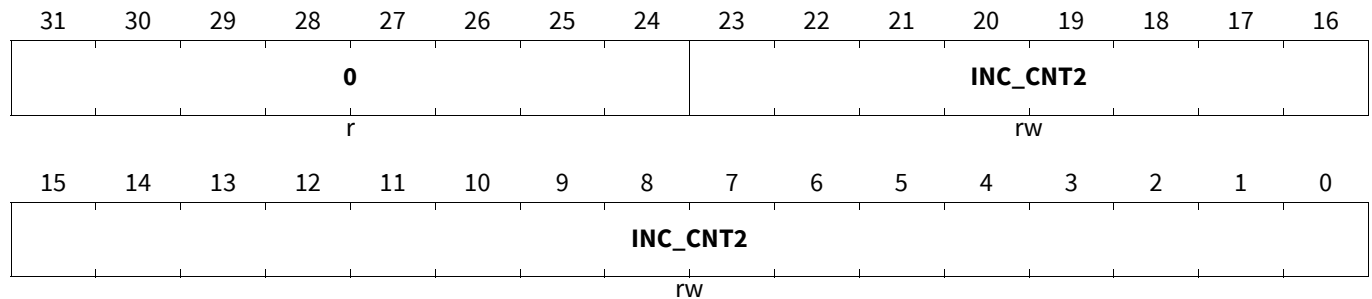 31 30 29 28 27 26 25 24 23 22 21 20 19 18 17 16
0 INC_CNT2
r rw
15 14 13 12 11 10 9 8 7 6 5 4 3 2 1 0
INC_CNT2
rw